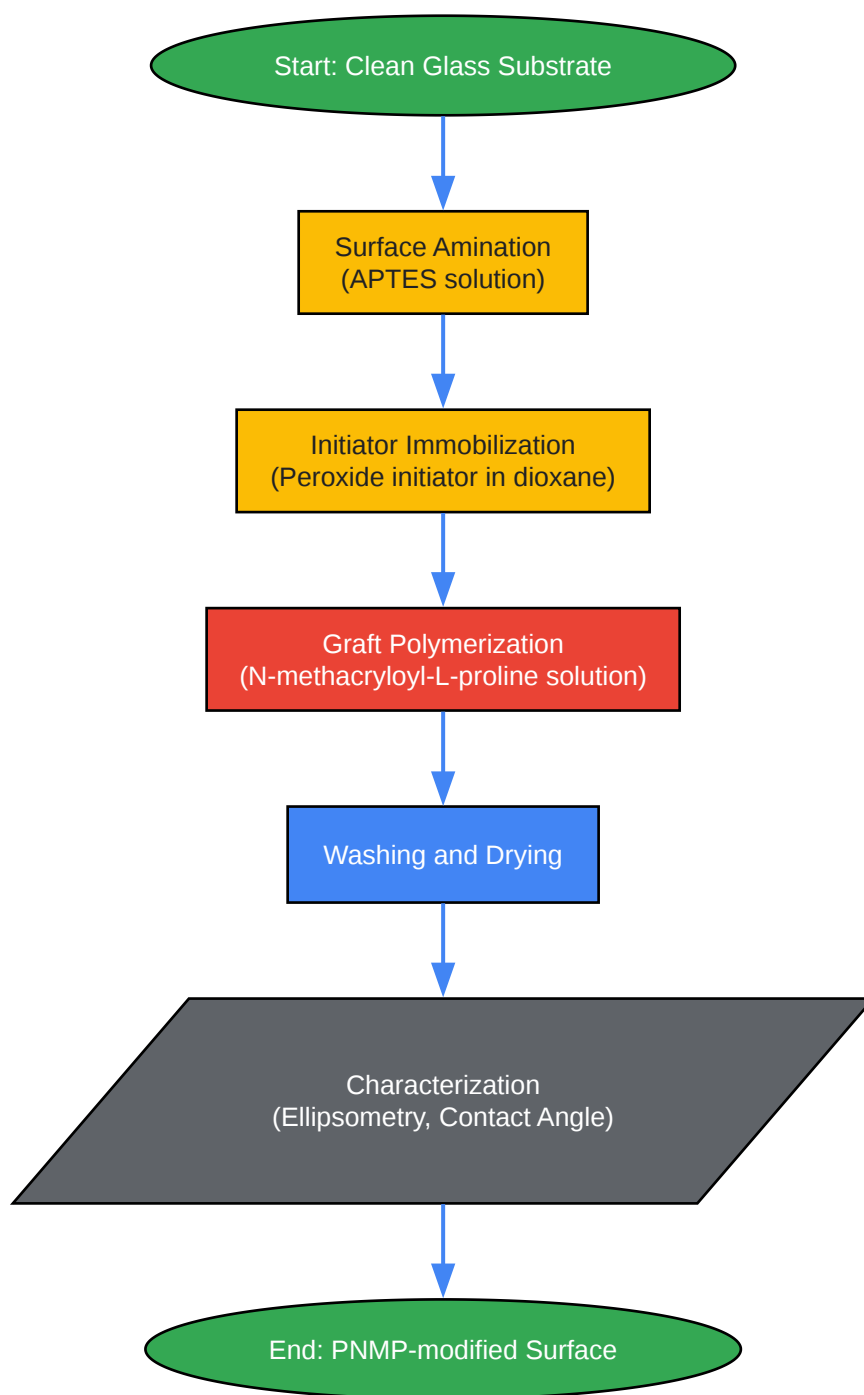 Start: Clean Glass Substrate
Surface Amination
(APTES solution)
Initiator Immobilization
(Peroxide initiator in dioxane)
Graft Polymerization
(N-methacryloyl-L-proline solution)
Washing and Drying
Characterization
(Ellipsometry, Contact Angle)
End: PNMP-modified Surface